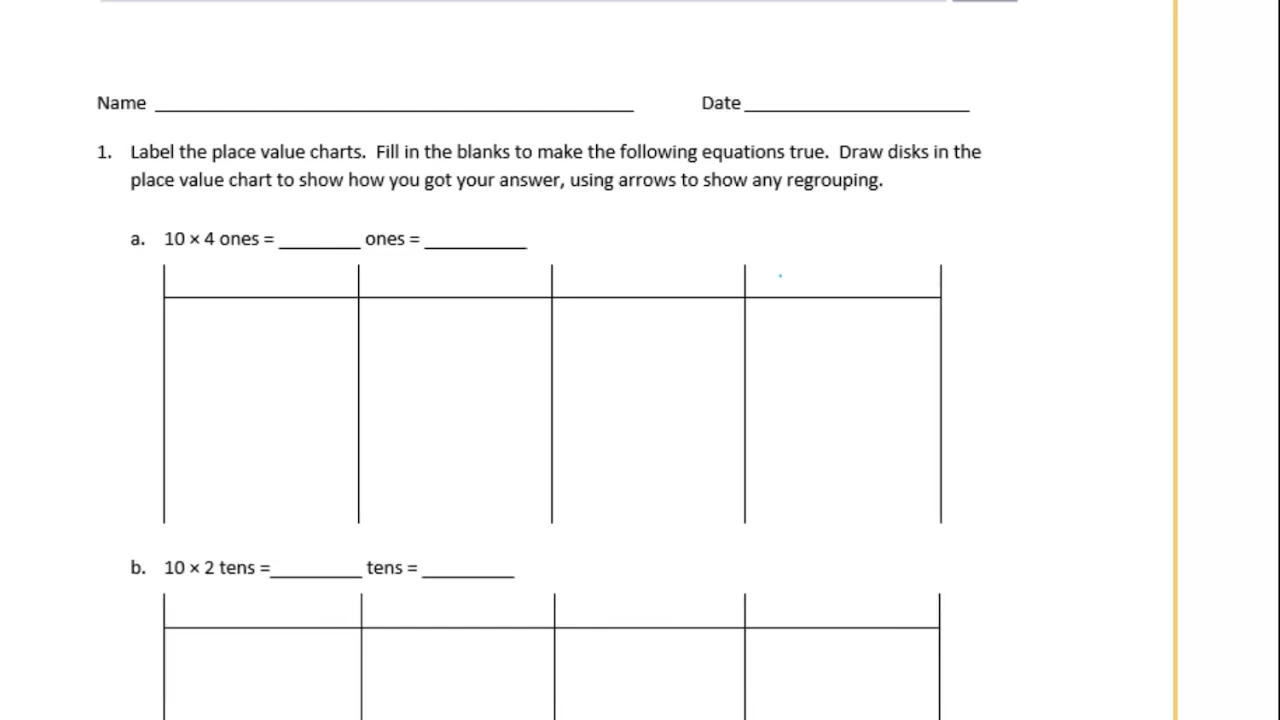 Name ____________ Date ____________
1. Label the place value charts. Fill in the blanks to make the following equations true. Draw disks in the
place value chart to show how you got your answer, using arrows to show any regrouping.
a. 10 × 4 ones = ________ ones = __________
b. 10 × 2 tens =_________ tens = _________